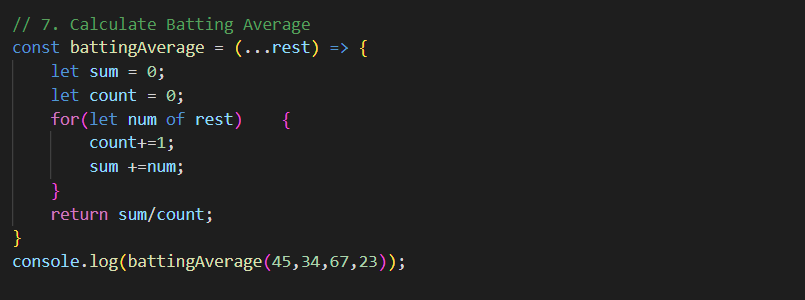 // 7. Calculate Batting Average
const battingAverage = (...rest) => {
    let sum = 0;
    let count = 0;
    for(let num of rest)    {
        count+=1;
        sum +=num;
    }
    return sum/count;
}
console.log(battingAverage(45,34,67,23));